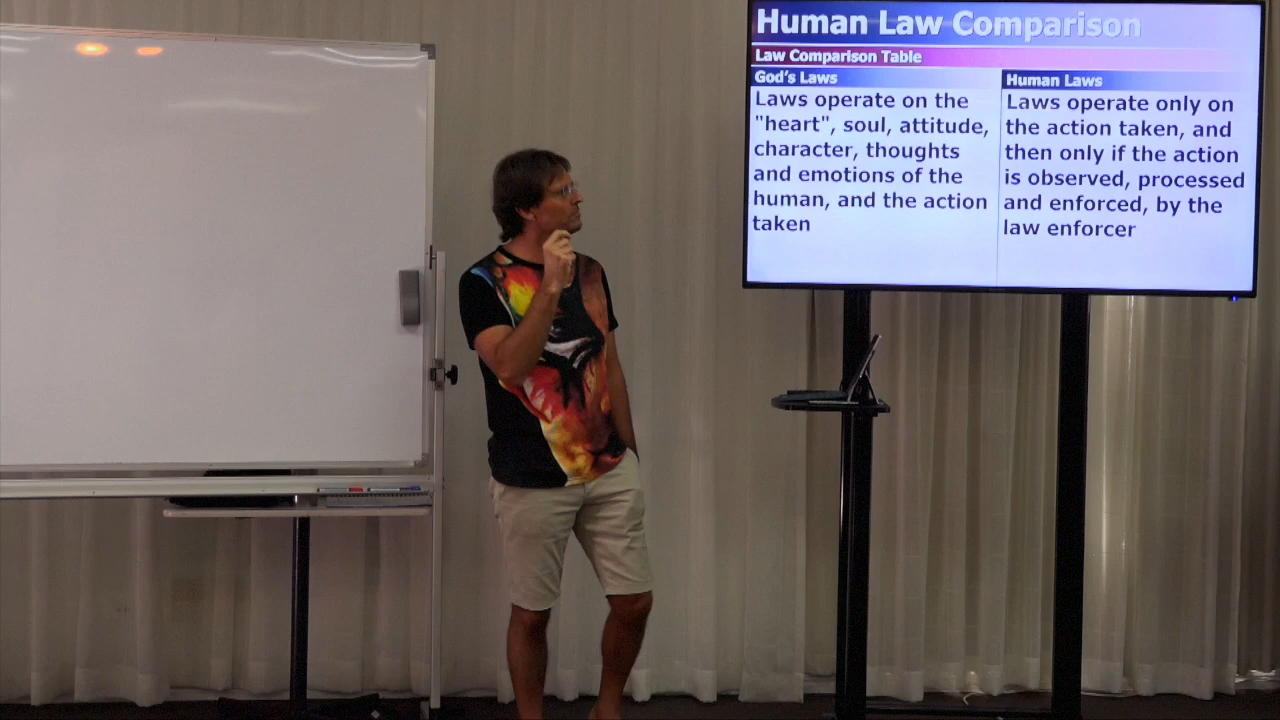 Human Law Comparison
Law Comparison Table
God's Laws
Laws operate on the
"heart", soul, attitude,
character, thoughts
and emotions of the
human, and the action
taken
Human Laws
Laws operate only on
the action taken, and
then only if the action
is observed, processed
and enforced, by the
law enforcer